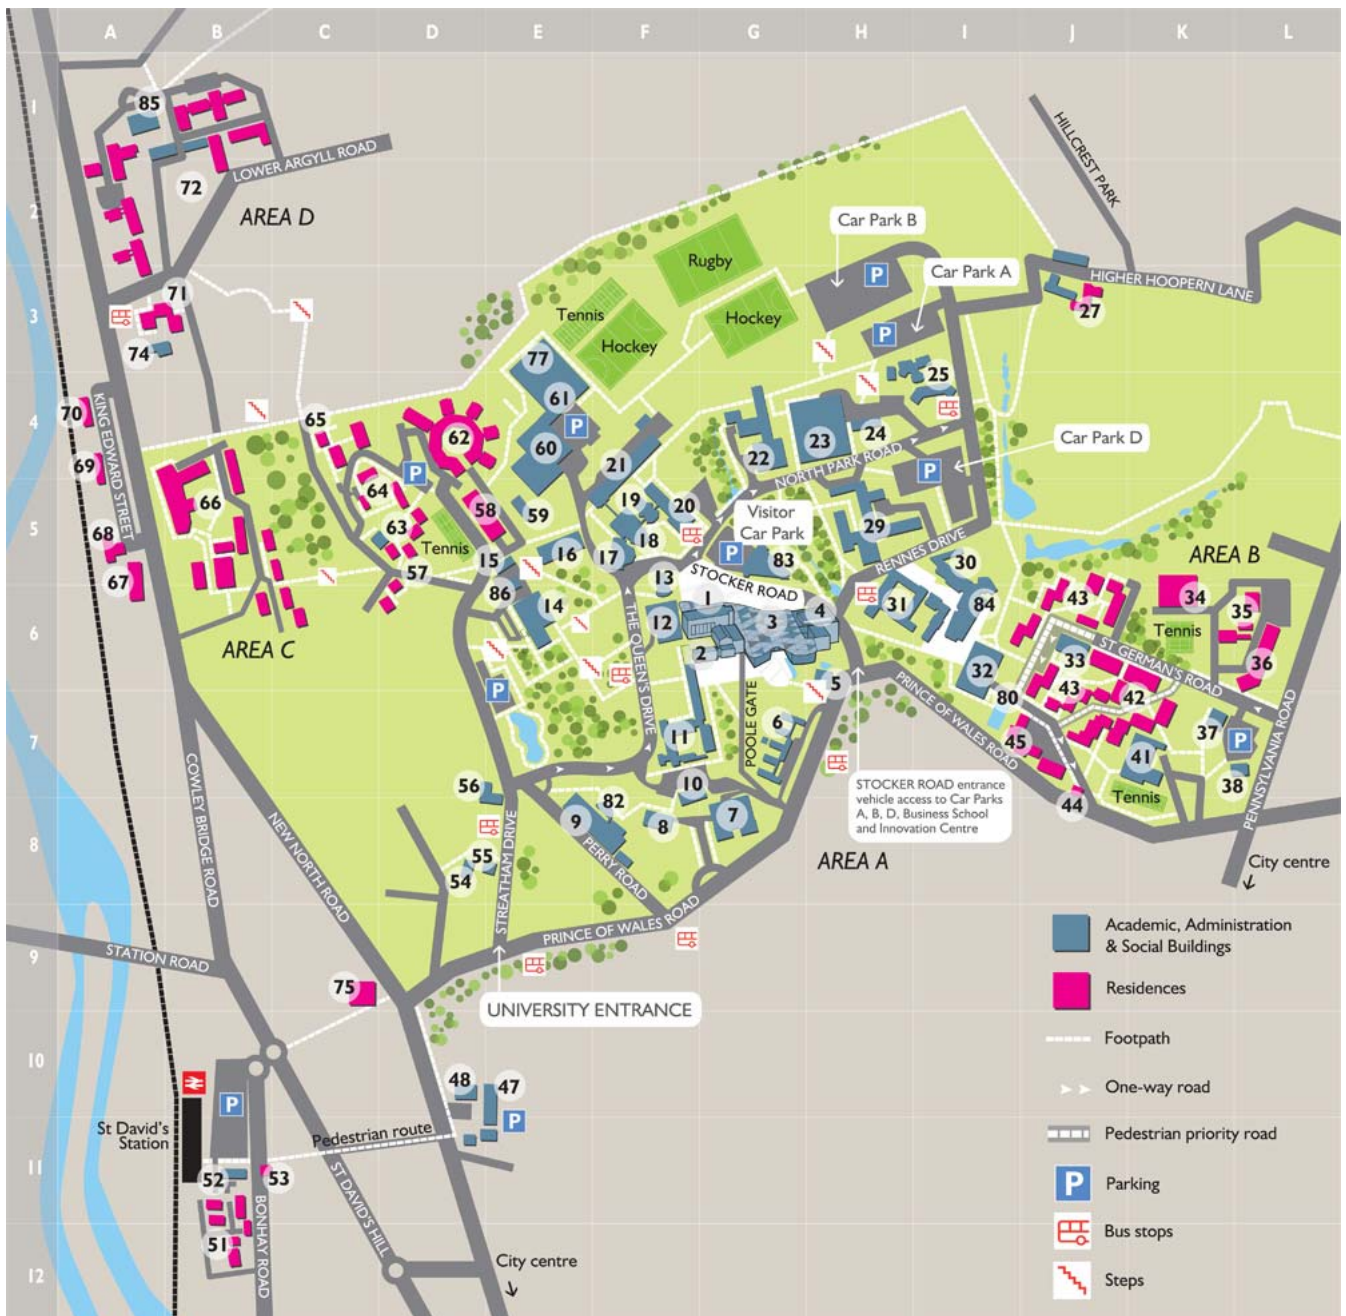 A B C D E F G H I J K L
1
2
3
4
5
6
7
8
9
10
11
12
85
72
LOWER ARGYLL ROAD
AREA D
71
74
70
69
68
67
KING EDWARD STREET
HILLCREST PARK
Car Park B
P
Car Park A
P
HIGHER HOOPERN LANE
27
Rugby
Hockey
Tennis
Hockey
77
61
P
60
62
65
P
64
63
66
58
59
Tennis
57
15
16
86
14
AREA C
21
19
20
18
17
13
12
22
23
24
25
NORTH PARK ROAD
Car Park D
P
Visitor
Car Park
P
83
29
RENNES DRIVE
30
STOCKER ROAD
1
2
3
4
5
31
84
32
80
AREA B
34
35
36
Tennis
43
33
ST GERMAN'S ROAD
43
42
45
41
37
P
38
44
Tennis
PENNSYLVANIA ROAD
City centre
PRINCE OF WALES ROAD
THE QUEEN'S DRIVE
POOLE GATE
P
6
11
10
7
8
82
9
PERRY ROAD
56
55
54
STREATHAM DRIVE
STOCKER ROAD entrance
vehicle access to Car Parks
A, B, D, Business School
and Innovation Centre
AREA A
COWLEY BRIDGE ROAD
NEW NORTH ROAD
PRINCE OF WALES ROAD
STATION ROAD
75
UNIVERSITY ENTRANCE
48
47
P
P
St David's
Station
Pedestrian route
52
53
51
BONHAY ROAD
ST DAVID'S HILL
City centre
Academic, Administration
& Social Buildings
Residences
Footpath
One-way road
Pedestrian priority road
P
Parking
Bus stops
Steps